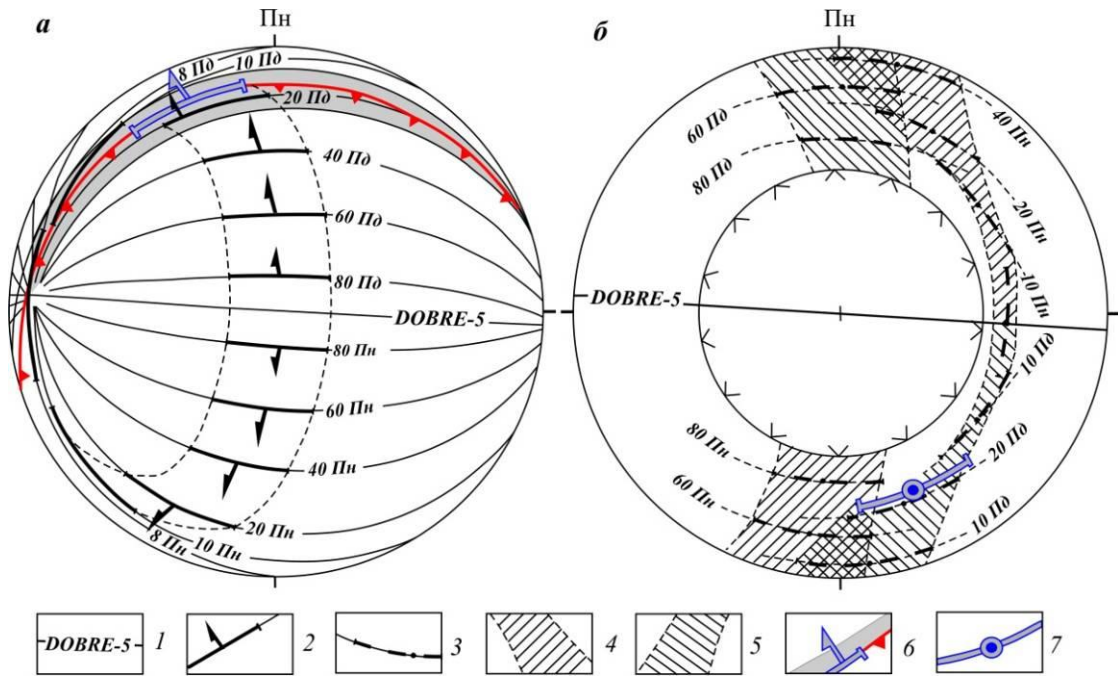 а
Пн
б
Пн
8 Пд
10 Пд
20 Пд
40 Пд
60 Пд
80 Пд
DOBRE-5
80 Пн
60 Пн
40 Пн
20 Пн
10 Пн
8 Пн
60 Пд
80 Пд
40 Пн
20 Пн
10 Пн
DOBRE-5
10 Пд
20 Пд
10 Пд
80 Пн
60 Пн
DOBRE-5 1
2
3
4
5
6
7